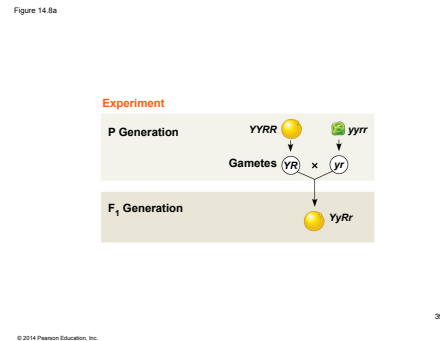 Figure 14.8a
Experiment
P Generation YYRR yyrr
Gametes YR × yr
F₁ Generation
YyRr
© 2014 Pearson Education, Inc.